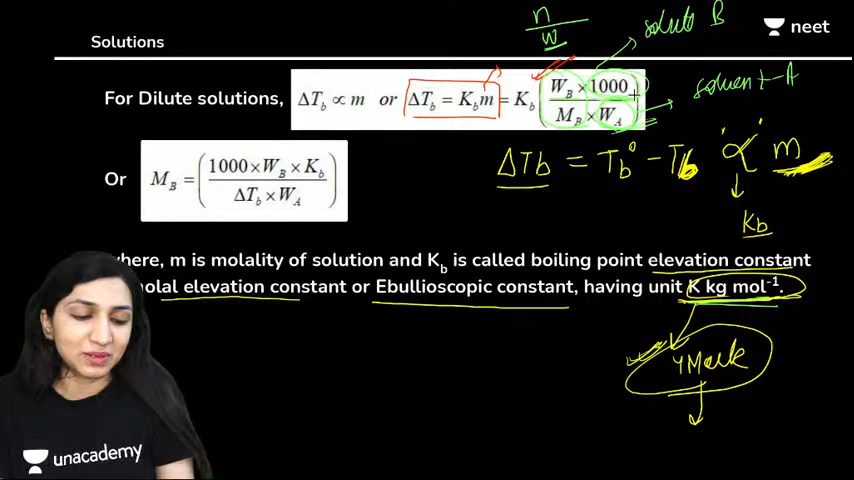 Solutions
neet
n
W
solute B
solvent-A
For Dilute solutions, ΔT_b ∝ m or ΔT_b = K_b m = K_b ( W_B × 1000 / M_B × W_A )
ΔTb = Tb° − Tb ∝ m
Kb
Or M_B = ( 1000 × W_B × K_b / ΔT_b × W_A )
where, m is molality of solution and K_b is called boiling point elevation constant
olal elevation constant or Ebullioscopic constant, having unit K kg mol⁻¹.
4 Mark
unacademy